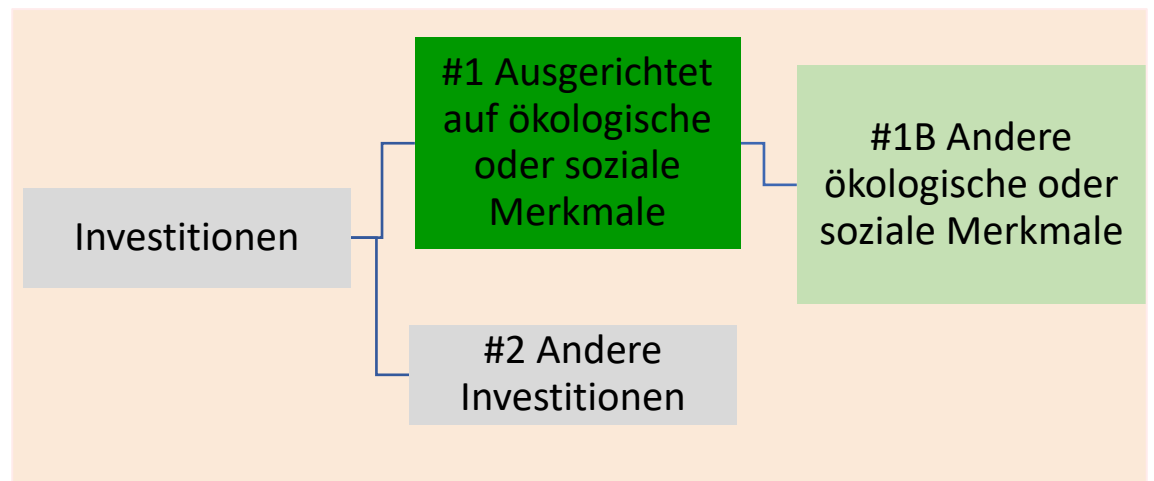 Investitionen
#1 Ausgerichtet
auf ökologische
oder soziale
Merkmale
#1B Andere
ökologische oder
soziale Merkmale
#2 Andere
Investitionen